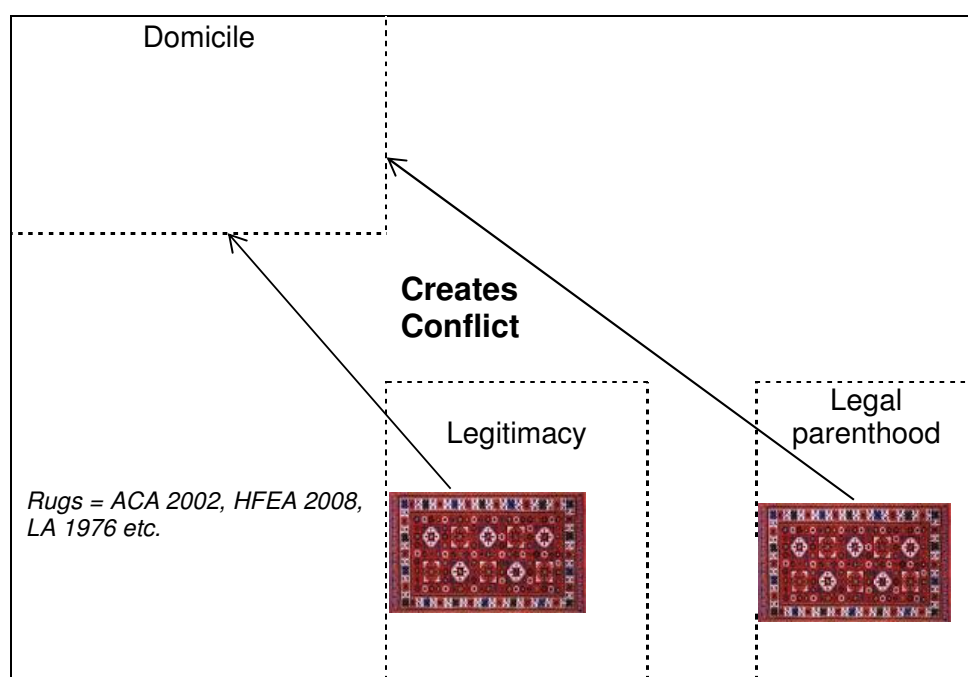 Domicile
Creates
Conflict
Legitimacy
Legal
parenthood
Rugs = ACA 2002, HFEA 2008,
LA 1976 etc.